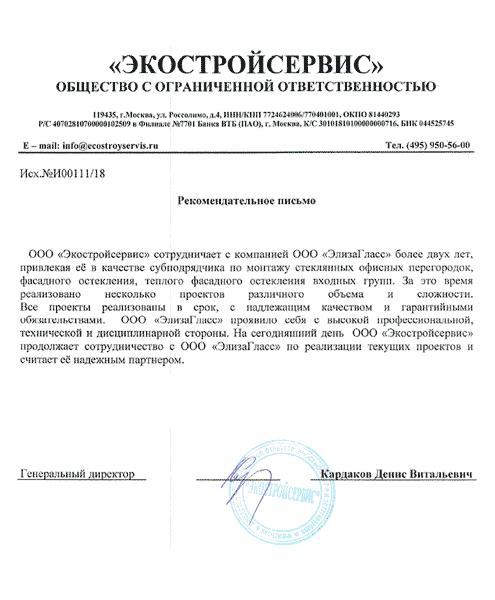 «ЭКОСТРОЙСЕРВИС»
ОБЩЕСТВО С ОГРАНИЧЕННОЙ ОТВЕТСТВЕННОСТЬЮ
119435, г.Москва, ул. Россолимо, д.4, ИНН/КПП 7724624006/770401001, ОКПО 81440293
Р/С 40702810700000102509 в Филиале №7701 Банка ВТБ (ПАО), г. Москва, К/С 30101810100000000716, БИК 044525745
E – mail: info@ecostroyservis.ru Тел. (495) 950-56-00
Исх.№И00111/18
Рекомендательное письмо
ООО «Экостройсервис» сотрудничает с компанией ООО «ЭлизаГласс» более двух лет,
привлекая её в качестве субподрядчика по монтажу стеклянных офисных перегородок,
фасадного остекления, теплого фасадного остекления входных групп. За это время
реализовано несколько проектов различного объема и сложности.
Все проекты реализованы в срок, с надлежащим качеством и гарантийными
обязательствами. ООО «ЭлизаГласс» проявило себя с высокой профессиональной,
технической и дисциплинарной стороны. На сегодняшний день ООО «Экостройсервис»
продолжает сотрудничество с ООО «ЭлизаГласс» по реализации текущих проектов и
считает её надежным партнером.
Генеральный директор Кардаков Денис Витальевич
"ЭКОСТРОЙСЕРВИС"
МОСКВА